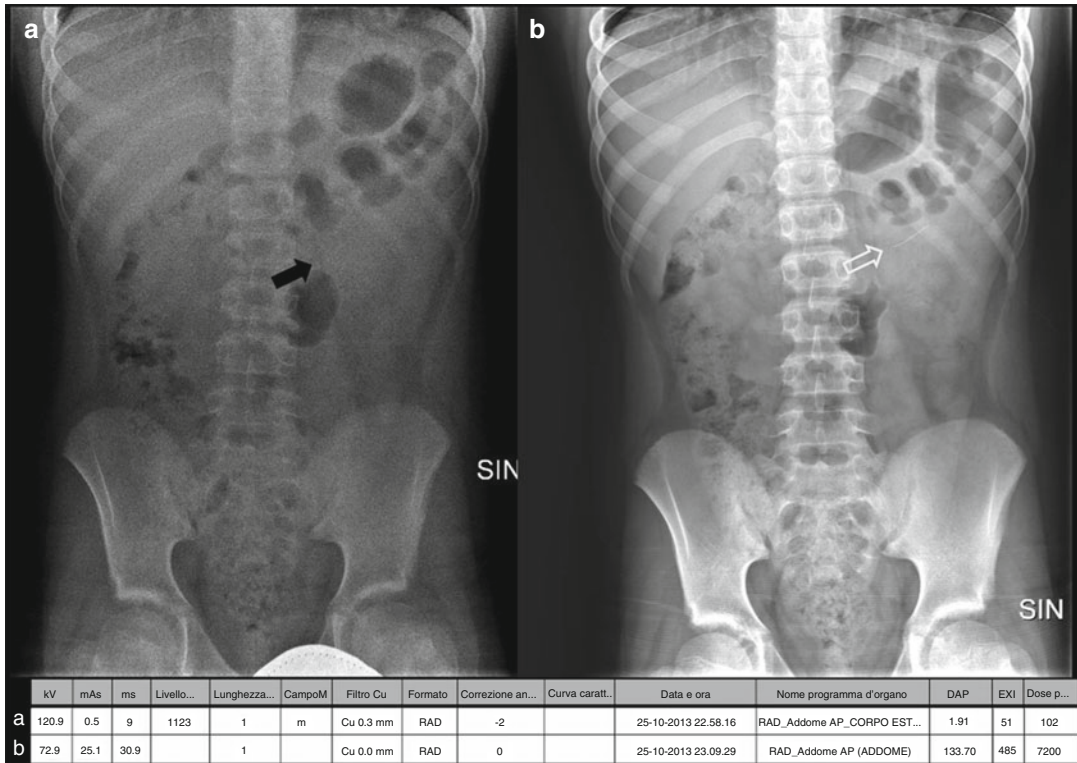 a
b
SIN
SIN
kV mAs ms Livello... Lunghezza... CampoM Filtro Cu Formato Correzione an... Curva caratt.. Data e ora Nome programma d'organo DAP EXI Dose p...
a 120.9 0.5 9 1123 1 m Cu 0.3 mm RAD -2 25-10-2013 22.58.16 RAD_Addome AP_CORPO EST... 1.91 51 102
b 72.9 25.1 30.9 1 Cu 0.0 mm RAD 0 25-10-2013 23.09.29 RAD_Addome AP (ADDOME) 133.70 485 7200